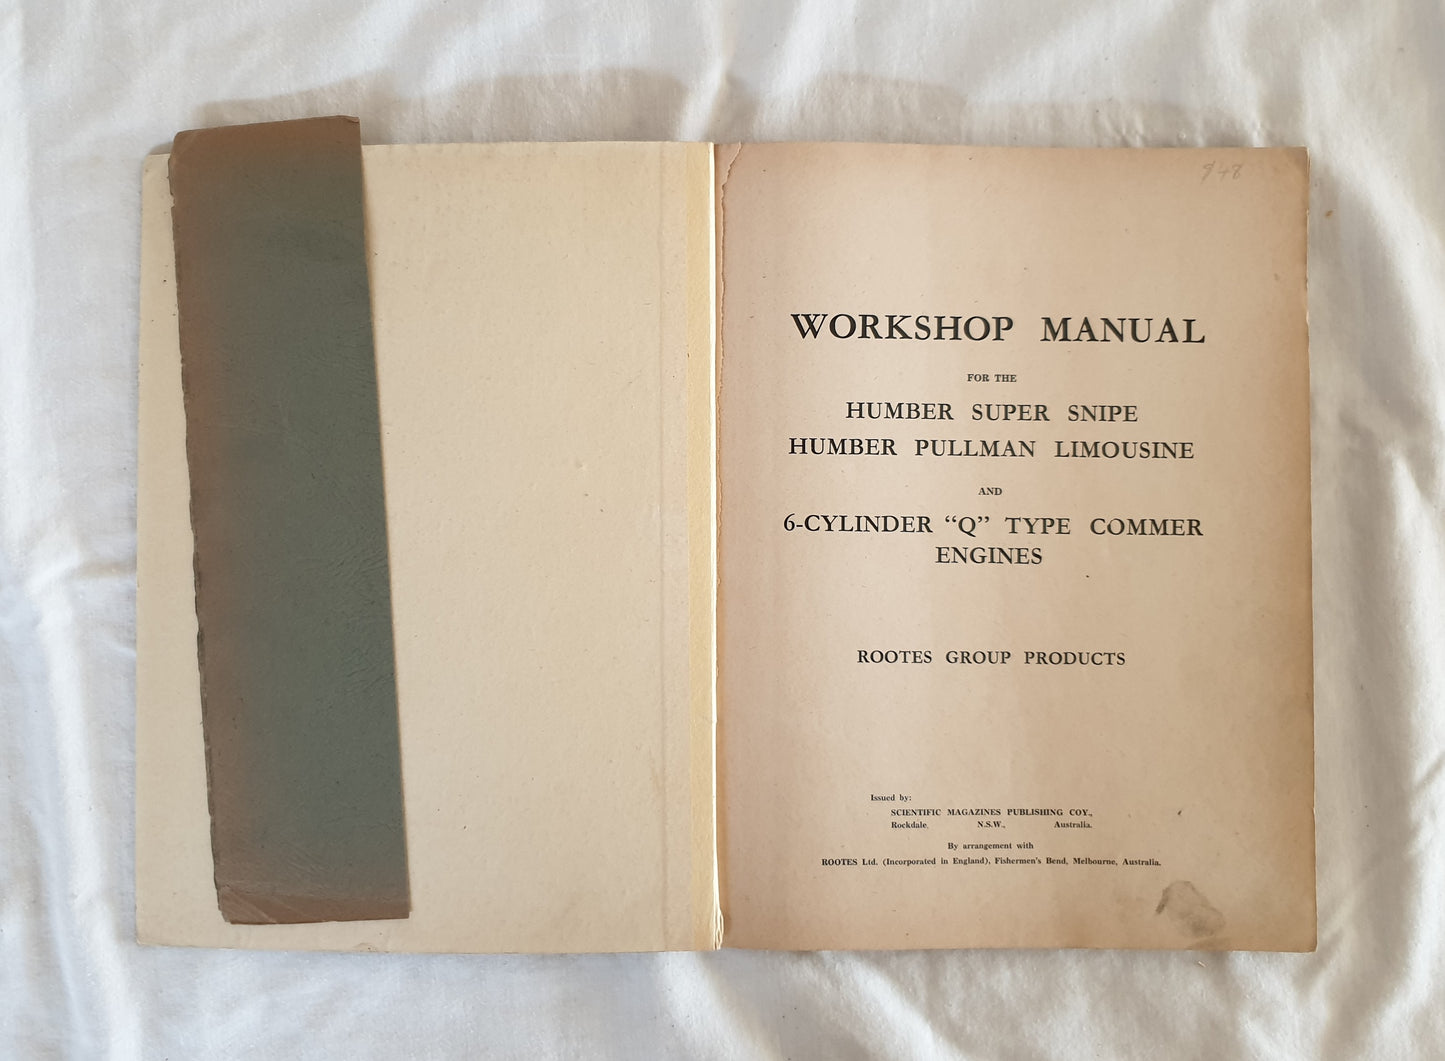 $48
WORKSHOP MANUAL
FOR THE
HUMBER SUPER SNIPE
HUMBER PULLMAN LIMOUSINE
AND
6-CYLINDER “Q” TYPE COMMER
ENGINES
ROOTES GROUP PRODUCTS
Issued by:
SCIENTIFIC MAGAZINES PUBLISHING COY.,
Rockdale, N.S.W., Australia.
By arrangement with
ROOTES Ltd. (Incorporated in England), Fishermen's Bend, Melbourne, Australia.